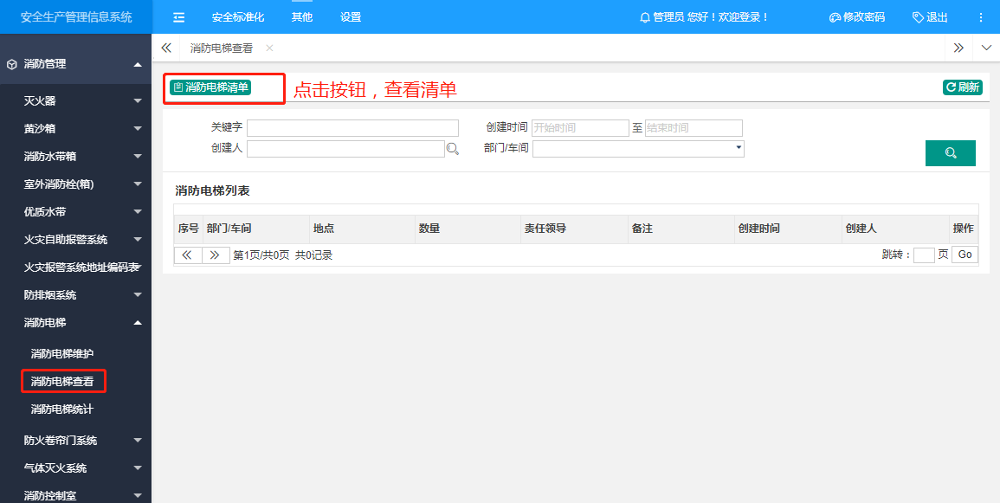 安全生产管理信息系统
安全标准化 其他 设置 管理员 您好！欢迎登录！ 修改密码 退出
消防电梯查看
消防管理
灭火器
黄沙箱
消防水带箱
室外消防栓(箱)
优质水带
火灾自助报警系统
火灾报警系统地址编码表
防排烟系统
消防电梯
消防电梯维护
消防电梯查看
消防电梯统计
防火卷帘门系统
气体灭火系统
消防控制室
消防电梯清单 点击按钮，查看清单 刷新
关键字 创建时间 开始时间 至 结束时间
创建人 部门/车间
消防电梯列表
序号 部门/车间 地点 数量 责任领导 备注 创建时间 创建人 操作
第1页/共0页 共0记录 跳转： 页 Go